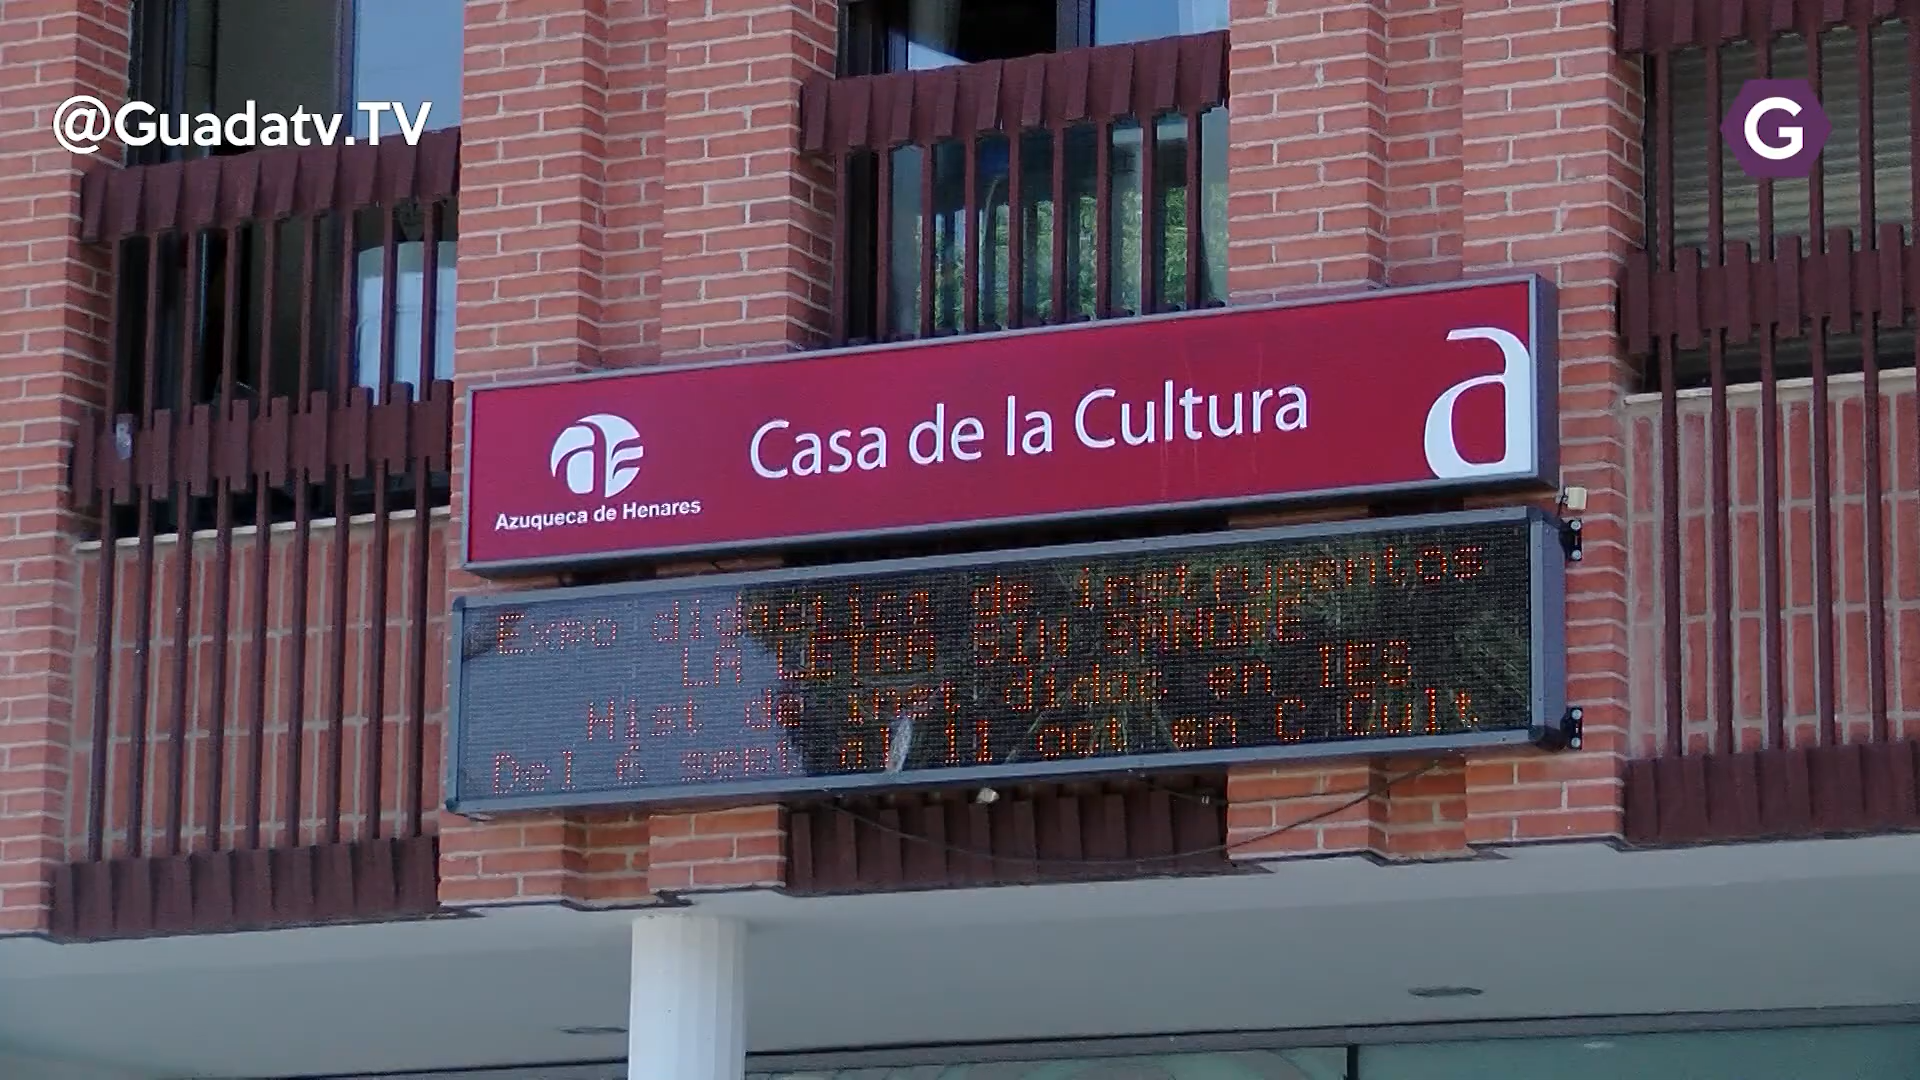 @Guadatv.TV
G
Casa de la Cultura
a
Azuqueca de Henares
Expo didactica de instrumentos
LA LETRA SIN SANGRE
Hist de inst didac en IES
Del 6 sept al 11 oct en C Cult